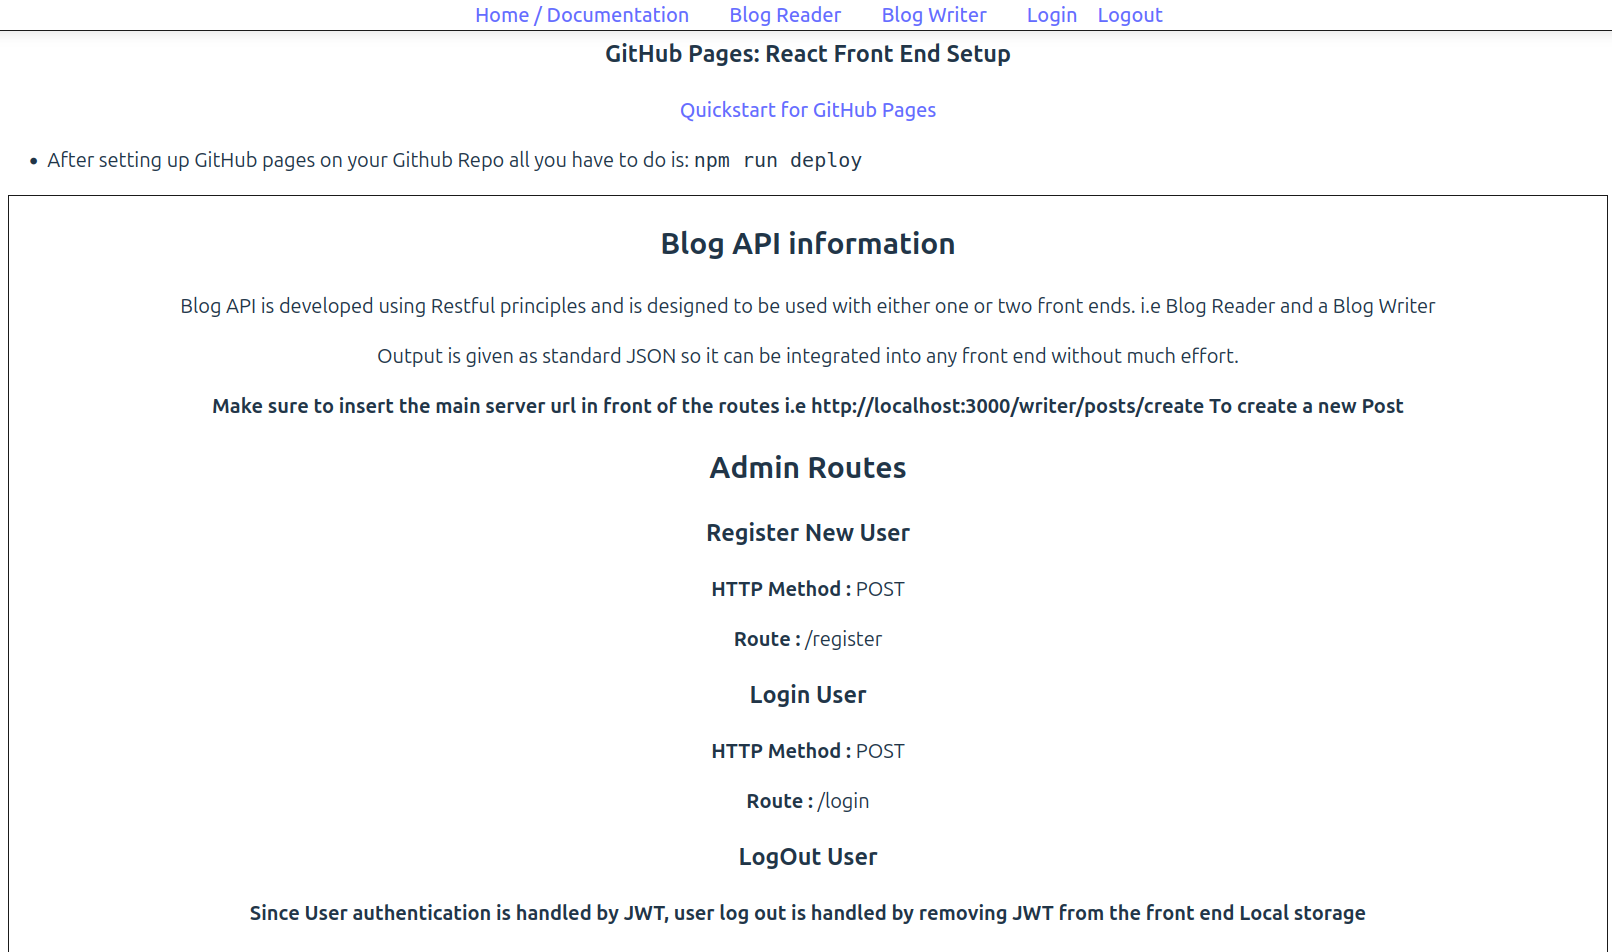 Home / Documentation Blog Reader Blog Writer Login Logout
GitHub Pages: React Front End Setup
Quickstart for GitHub Pages
• After setting up GitHub pages on your Github Repo all you have to do is: npm run deploy
Blog API information
Blog API is developed using Restful principles and is designed to be used with either one or two front ends. i.e Blog Reader and a Blog Writer
Output is given as standard JSON so it can be integrated into any front end without much effort.
Make sure to insert the main server url in front of the routes i.e http://localhost:3000/writer/posts/create To create a new Post
Admin Routes
Register New User
HTTP Method : POST
Route : /register
Login User
HTTP Method : POST
Route : /login
LogOut User
Since User authentication is handled by JWT, user log out is handled by removing JWT from the front end Local storage